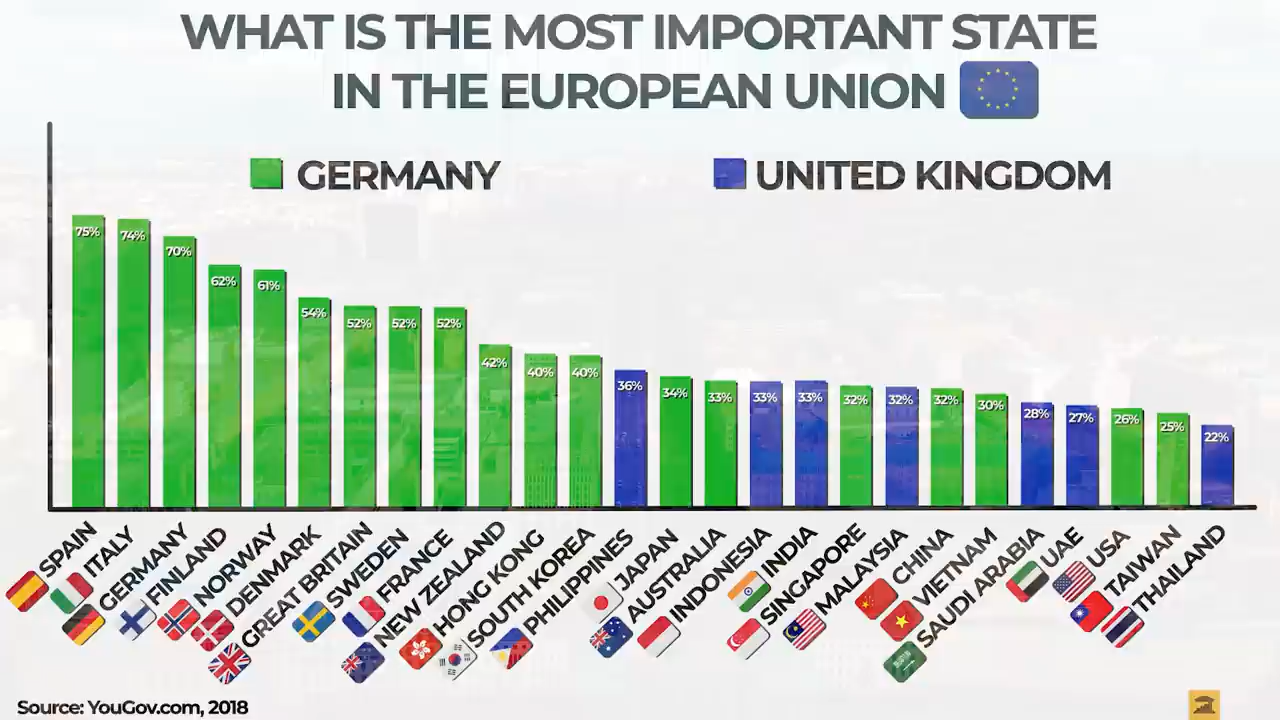 WHAT IS THE MOST IMPORTANT STATE
IN THE EUROPEAN UNION
GERMANY
UNITED KINGDOM
75%
74%
70%
62%
61%
54%
52%
52%
52%
42%
40%
40%
36%
34%
33%
33%
33%
32%
32%
32%
30%
28%
27%
26%
25%
22%
SPAIN
ITALY
GERMANY
FINLAND
NORWAY
DENMARK
GREAT BRITAIN
SWEDEN
FRANCE
NEW ZEALAND
HONG KONG
SOUTH KOREA
PHILIPPINES
JAPAN
AUSTRALIA
INDONESIA
INDIA
SINGAPORE
MALAYSIA
CHINA
VIETNAM
SAUDI ARABIA
UAE
USA
TAIWAN
THAILAND
Source: YouGov.com, 2018